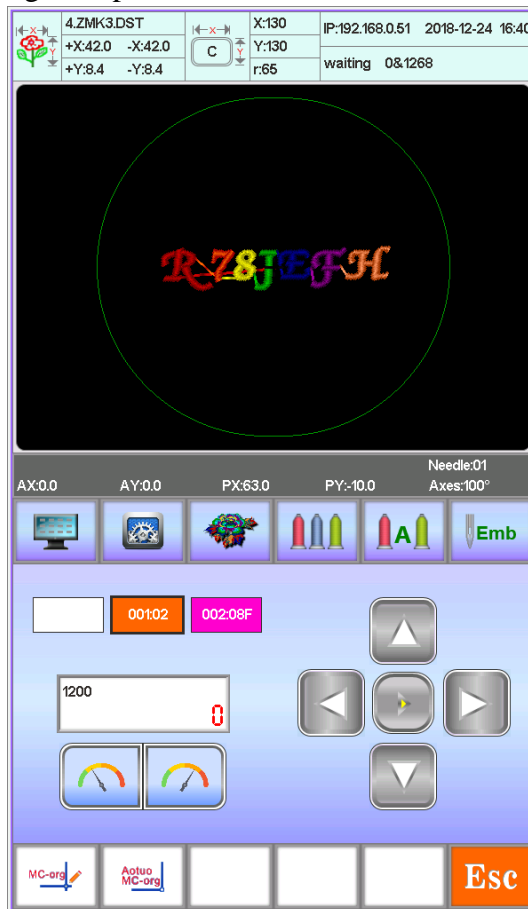 4.ZMK3.DST
+X:42.0 -X:42.0
+Y:8.4 -Y:8.4
X
Y
X
Y
C
X:130
Y:130
r:65
IP:192.168.0.51 2018-12-24 16:40
waiting 0&1268
RZ8JEFH
Needle:01
AX:0.0 AY:0.0 PX:63.0 PY:-10.0 Axes:100°
A
Emb
001:02 002:08F
1200
0
MC-org
Aotuo
MC-org
Esc